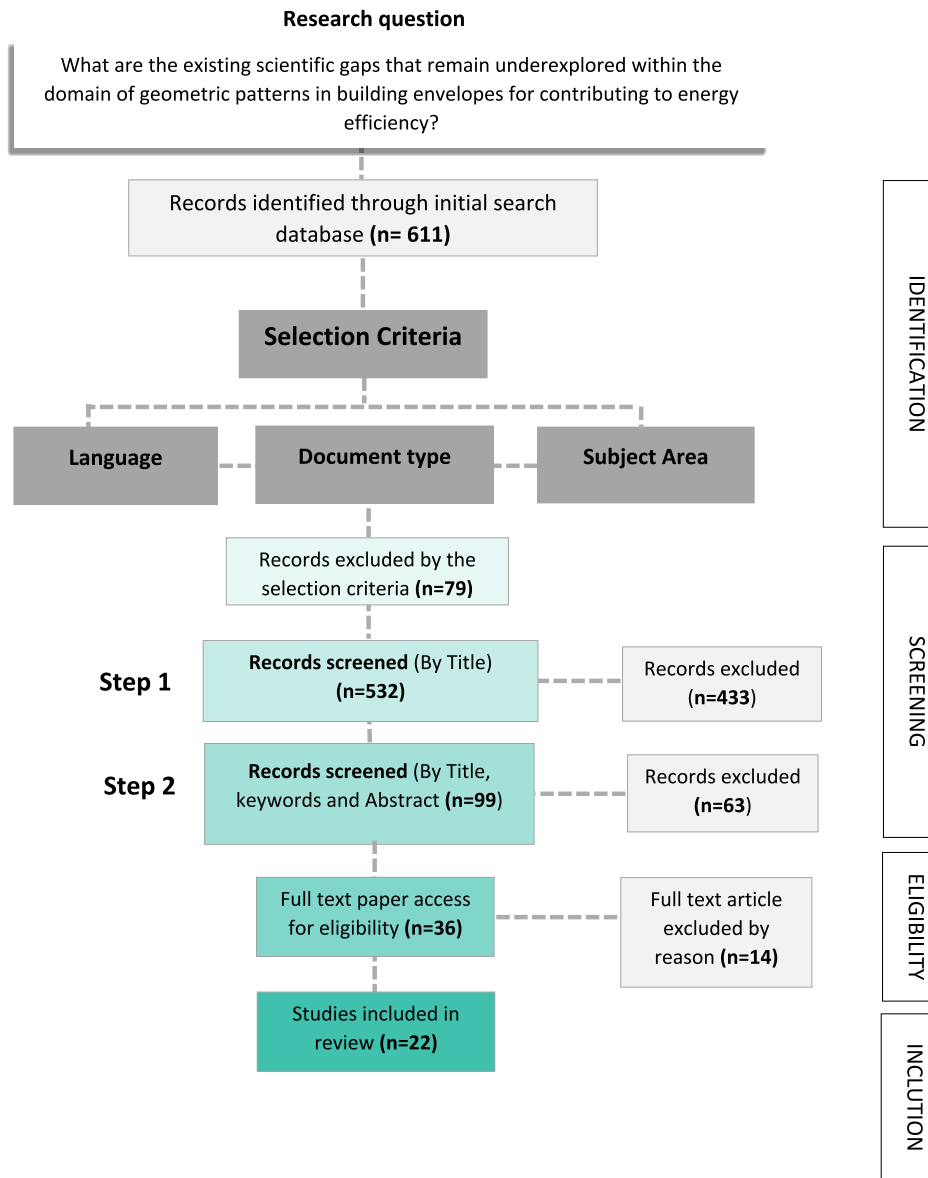 Research question
What are the existing scientific gaps that remain underexplored within the
domain of geometric patterns in building envelopes for contributing to energy
efficiency?
Records identified through initial search
database (n= 611)
IDENTIFICATION
Selection Criteria
Language
Document type
Subject Area
Records excluded by the
selection criteria (n=79)
SCREENING
Step 1
Records screened (By Title)
(n=532)
Records excluded
(n=433)
Step 2
Records screened (By Title,
keywords and Abstract (n=99)
Records excluded
(n=63)
ELIGIBILITY
Full text paper access
for eligibility (n=36)
Full text article
excluded by
reason (n=14)
Studies included in
review (n=22)
INCLUTION